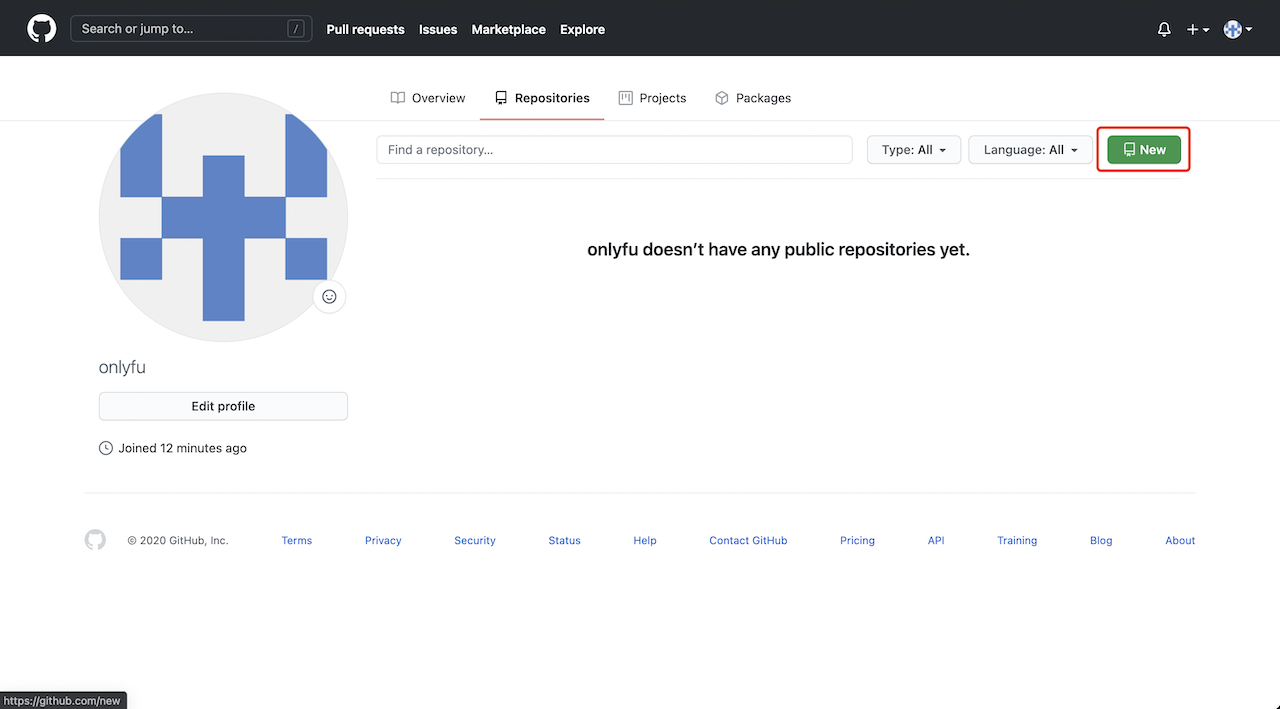 Search or jump to... /
Pull requests
Issues
Marketplace
Explore
Overview
Repositories
Projects
Packages
Find a repository...
Type: All
Language: All
New
onlyfu doesn’t have any public repositories yet.
onlyfu
Edit profile
Joined 12 minutes ago
© 2020 GitHub, Inc.
Terms
Privacy
Security
Status
Help
Contact GitHub
Pricing
API
Training
Blog
About
https://github.com/new